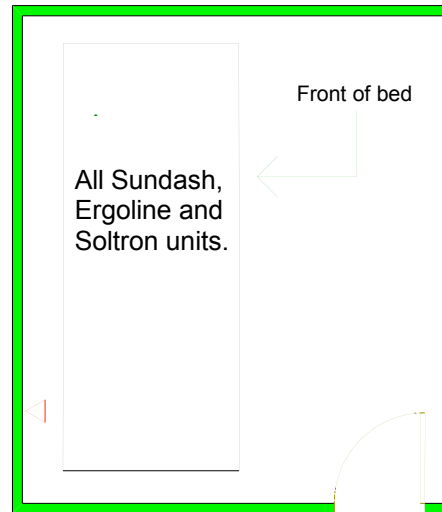 Front of bed
All Sundash,
Ergoline and
Soltron units.